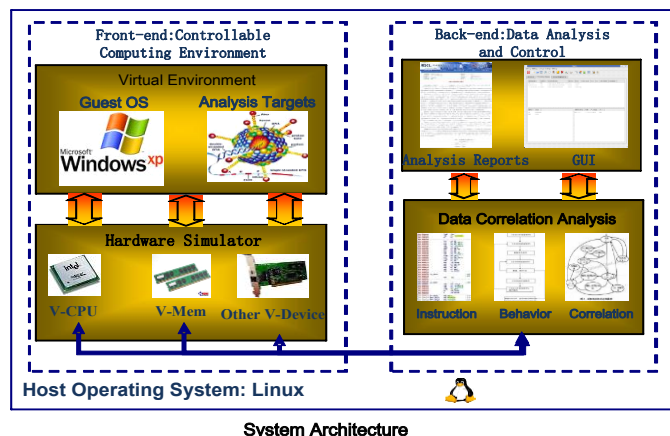 Front-end:Controllable
Computing Environment
Virtual Environment
Guest OS
Analysis Targets
Microsoft
Windows xp
Hardware Simulator
intel
V-CPU
V-Mem
Other V-Device
Back-end:Data Analysis
and Control
Analysis Reports
GUI
Data Correlation Analysis
Instruction
Behavior
Correlation
Host Operating System: Linux
System Architecture